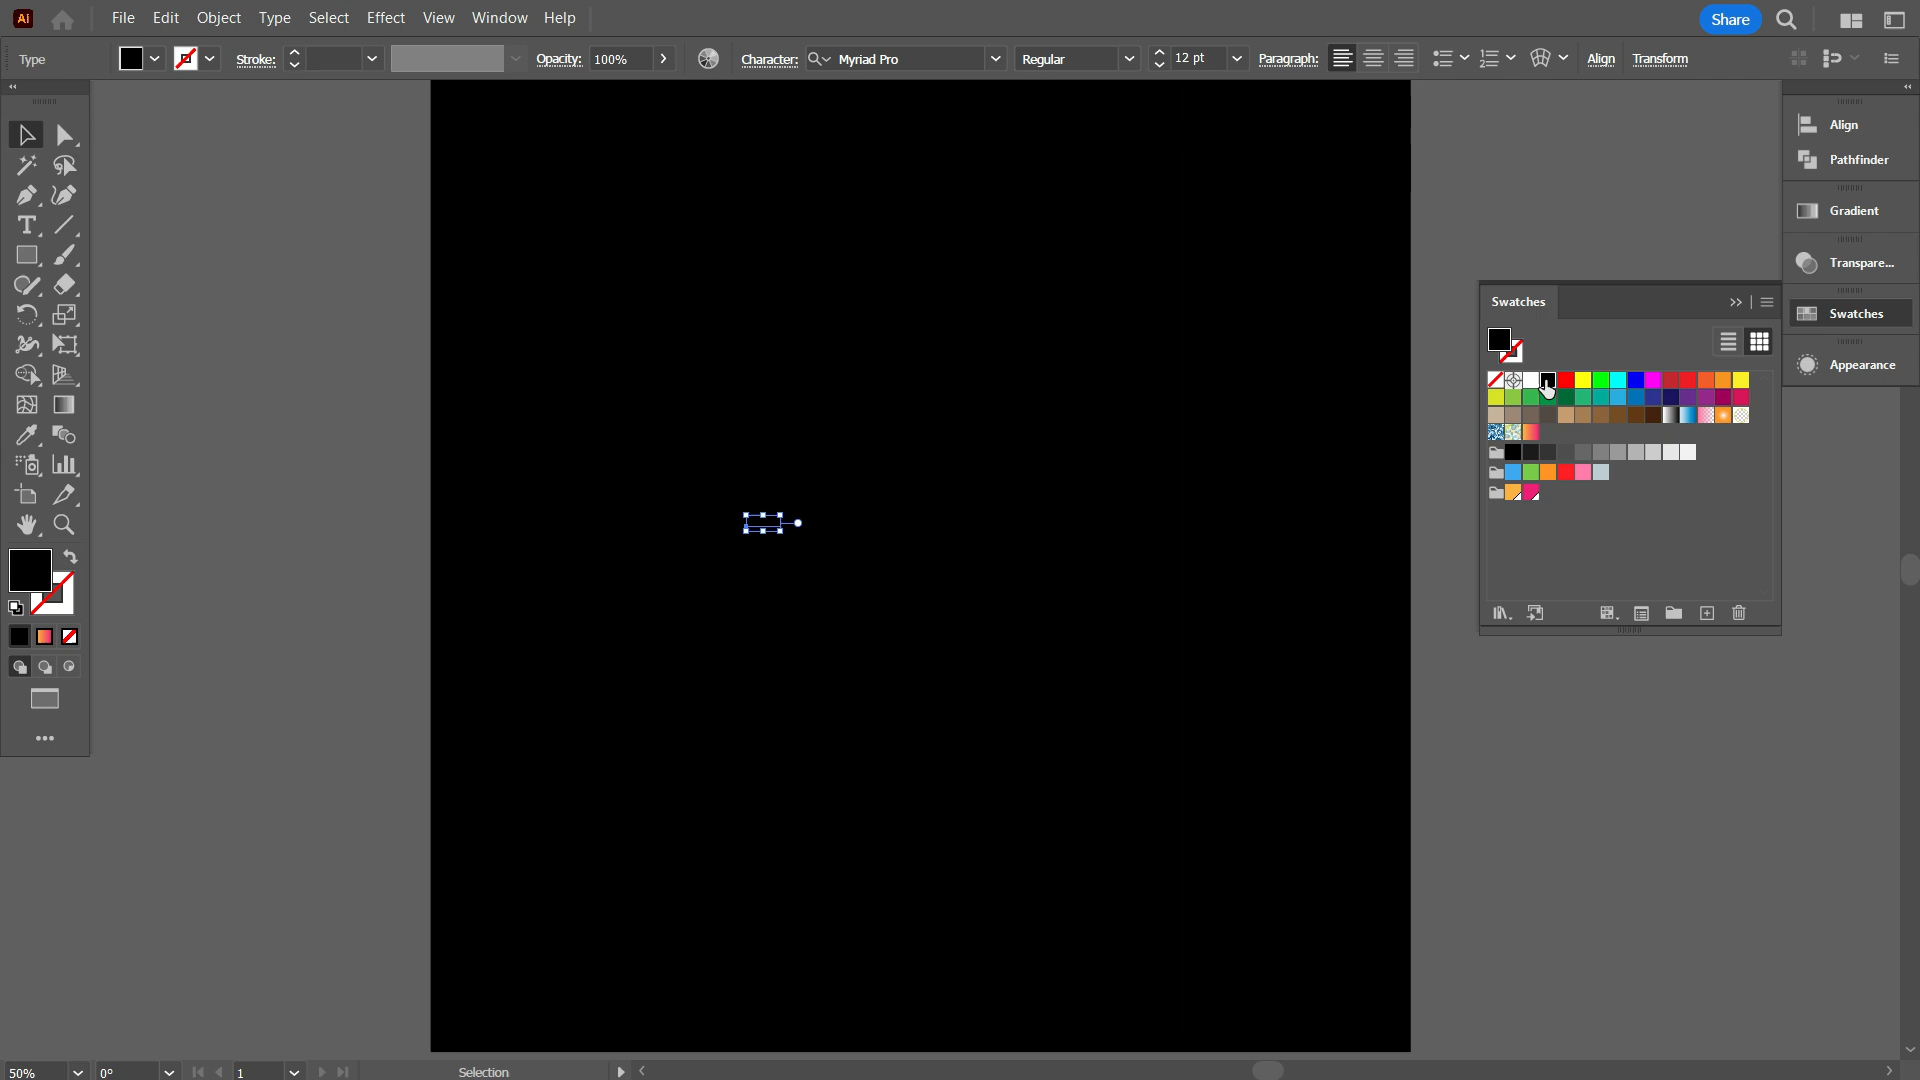 Ai File Edit Object Type Select Effect View Window Help Share
Type Stroke: Opacity: 100% Character: Myriad Pro Regular 12 pt Paragraph: Align Transform
Align
Pathfinder
Gradient
Transpare...
Swatches
Appearance
Swatches
50% 0° 1 Selection